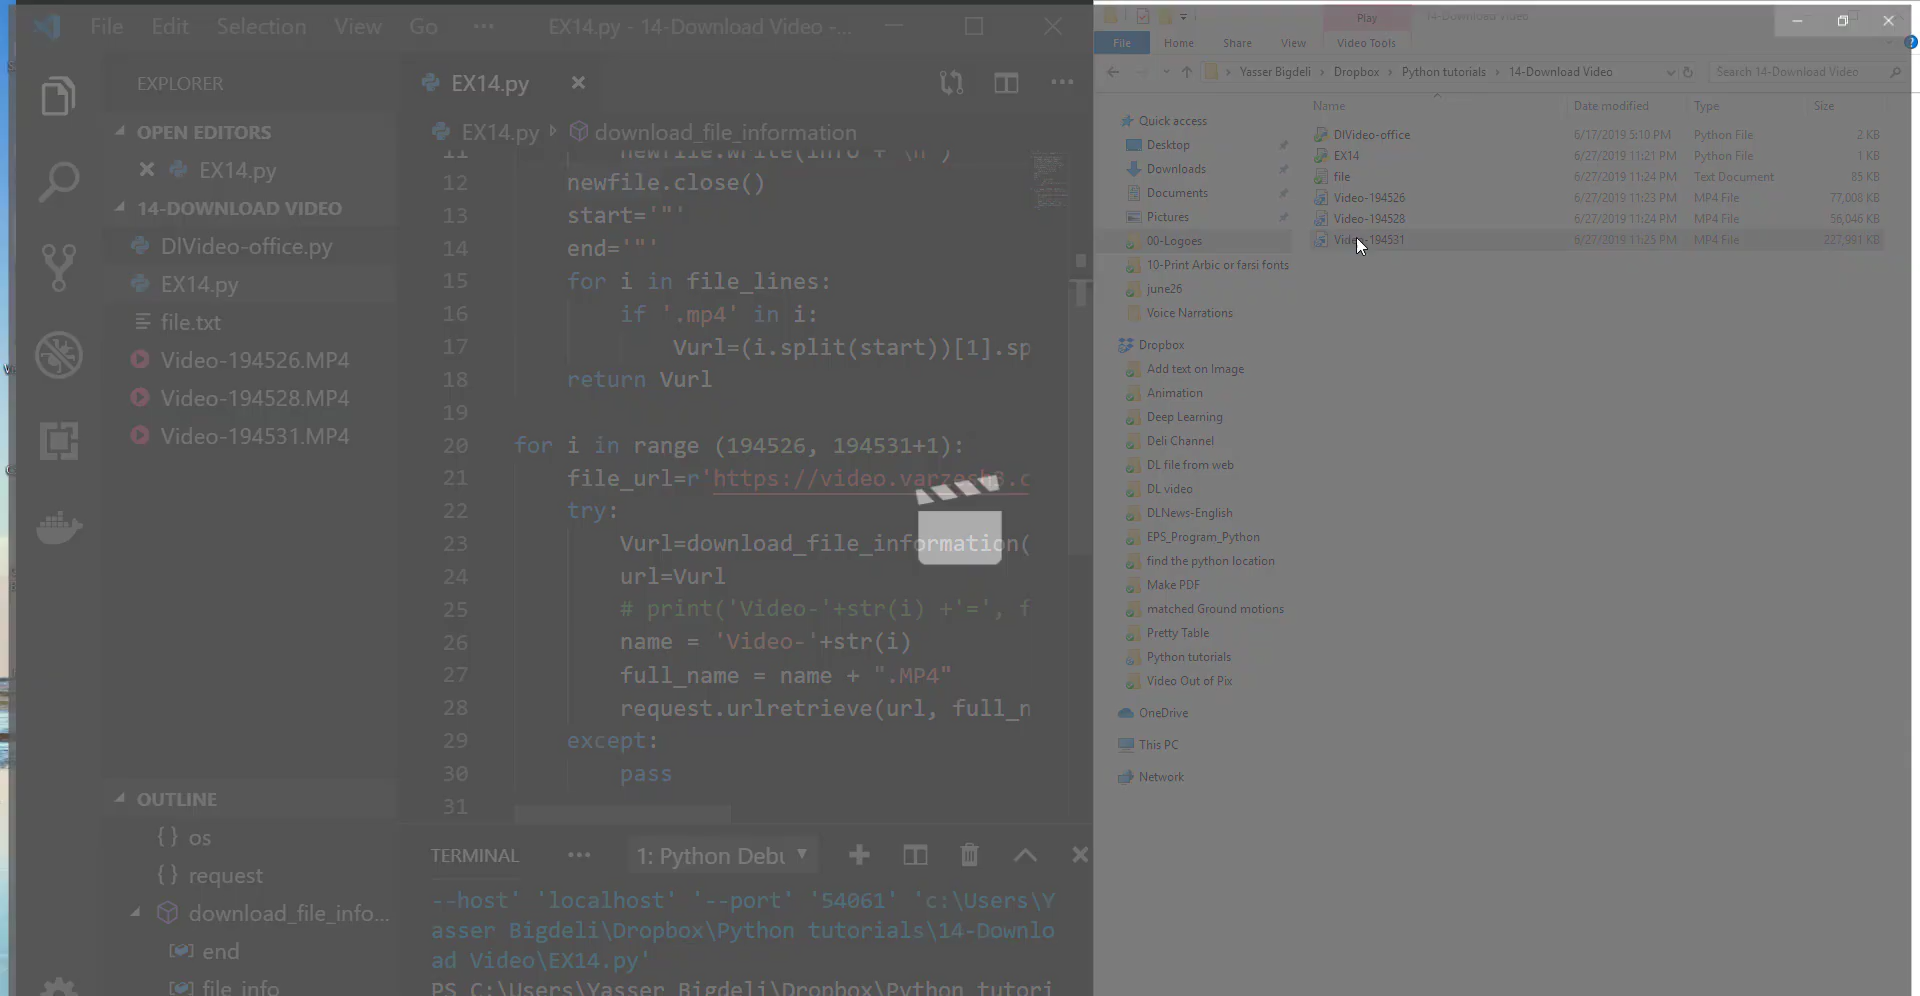 File Edit Selection View Go ··· EX14.py - 14-Download Video -...
EXPLORER
OPEN EDITORS
EX14.py
14-DOWNLOAD VIDEO
DlVideo-office.py
EX14.py
file.txt
Video-194526.MP4
Video-194528.MP4
Video-194531.MP4
OUTLINE
{} os
{} request
download_file_info...
end
file_info
EX14.py
EX14.py download_file_information
11 newfile.write(info + '\n')
12 newfile.close()
13 start='"'
14 end='"'
15 for i in file_lines:
16 if '.mp4' in i:
17 Vurl=(i.split(start))[1].sp
18 return Vurl
19
20 for i in range (194526, 194531+1):
21 file_url=r'https://video.varzesh3.c
22 try:
23 Vurl=download_file_information(
24 url=Vurl
25 # print('Video-'+str(i) +'=', f
26 name = 'Video-'+str(i)
27 full_name = name + ".MP4"
28 request.urlretrieve(url, full_n
29 except:
30 pass
31
TERMINAL ··· 1: Python Debu
--host' 'localhost' '--port' '54061' 'c:\Users\Y
asser Bigdeli\Dropbox\Python tutorials\14-Downlo
ad Video\EX14.py'
PS C:\Users\Yasser Bigdeli\Dropbox\Python tutori
Play 14-Download Video
File Home Share View Video Tools
Yasser Bigdeli Dropbox Python tutorials 14-Download Video Search 14-Download Video
Quick access
Desktop
Downloads
Documents
Pictures
00-Logoes
10-Print Arbic or farsi fonts
june26
Voice Narrations
Dropbox
Add text on Image
Animation
Deep Learning
Deli Channel
DL file from web
DL video
DLNews-English
EPS_Program_Python
find the python location
Make PDF
matched Ground motions
Pretty Table
Python tutorials
Video Out of Pix
OneDrive
This PC
Network
Name Date modified Type Size
DlVideo-office 6/17/2019 5:10 PM Python File 2 KB
EX14 6/27/2019 11:21 PM Python File 1 KB
file 6/27/2019 11:24 PM Text Document 85 KB
Video-194526 6/27/2019 11:23 PM MP4 File 77,008 KB
Video-194528 6/27/2019 11:24 PM MP4 File 56,046 KB
Video-194531 6/27/2019 11:25 PM MP4 File 227,991 KB